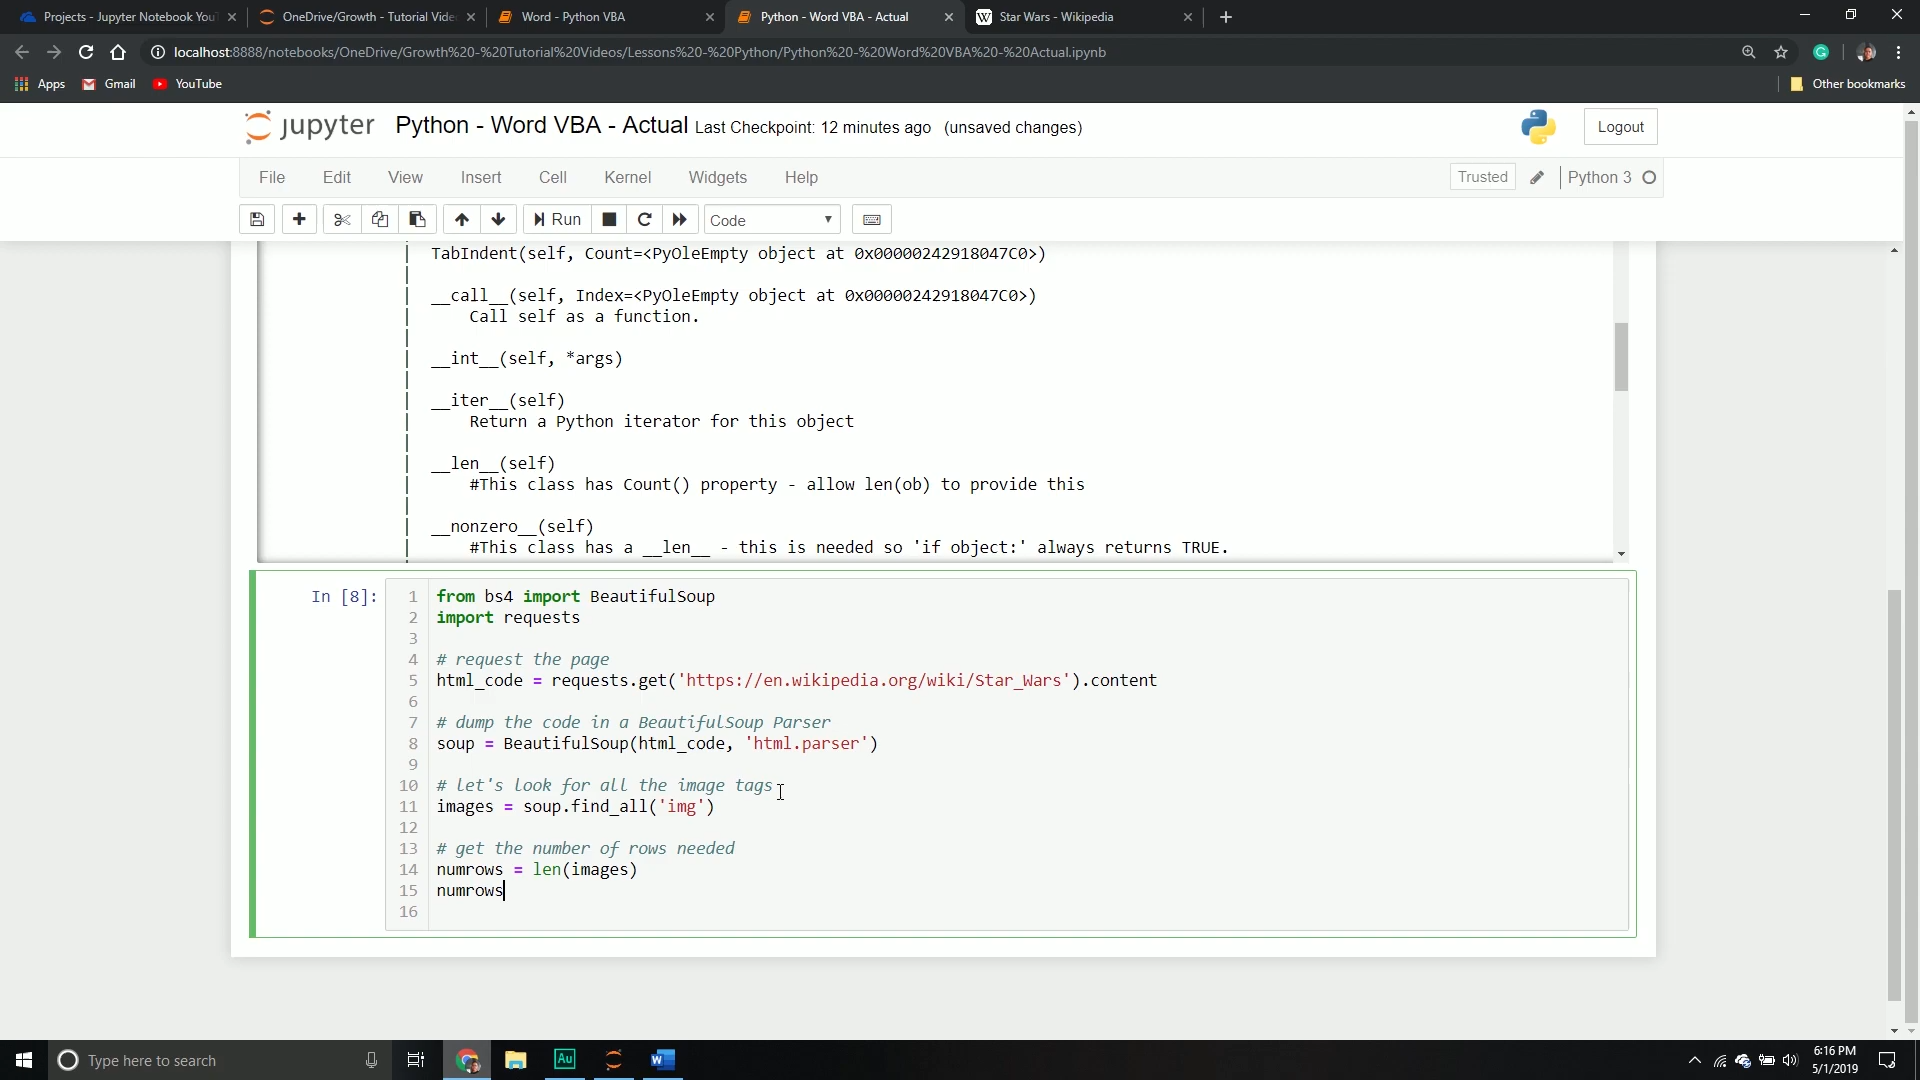 Projects - Jupyter Notebook You
OneDrive/Growth - Tutorial Vide
Word - Python VBA
Python - Word VBA - Actual
Star Wars - Wikipedia
localhost:8888/notebooks/OneDrive/Growth%20-%20Tutorial%20Videos/Lessons%20-%20Python/Python%20-%20Word%20VBA%20-%20Actual.ipynb
Apps Gmail YouTube Other bookmarks
jupyter Python - Word VBA - Actual Last Checkpoint: 12 minutes ago (unsaved changes) Logout
File Edit View Insert Cell Kernel Widgets Help Trusted Python 3
Run Code
| TabIndent(self, Count=<PyOleEmpty object at 0x00000242918047C0>)
|
| __call__(self, Index=<PyOleEmpty object at 0x00000242918047C0>)
| Call self as a function.
|
| __int__(self, *args)
|
| __iter__(self)
| Return a Python iterator for this object
|
| __len__(self)
| #This class has Count() property - allow len(ob) to provide this
|
| __nonzero__(self)
| #This class has a __len__ - this is needed so 'if object:' always returns TRUE.
In [8]:
1 from bs4 import BeautifulSoup
2 import requests
3
4 # request the page
5 html_code = requests.get('https://en.wikipedia.org/wiki/Star_Wars').content
6
7 # dump the code in a BeautifulSoup Parser
8 soup = BeautifulSoup(html_code, 'html.parser')
9
10 # let's look for all the image tags
11 images = soup.find_all('img')
12
13 # get the number of rows needed
14 numrows = len(images)
15 numrows
16
Type here to search
Au
6:16 PM
5/1/2019